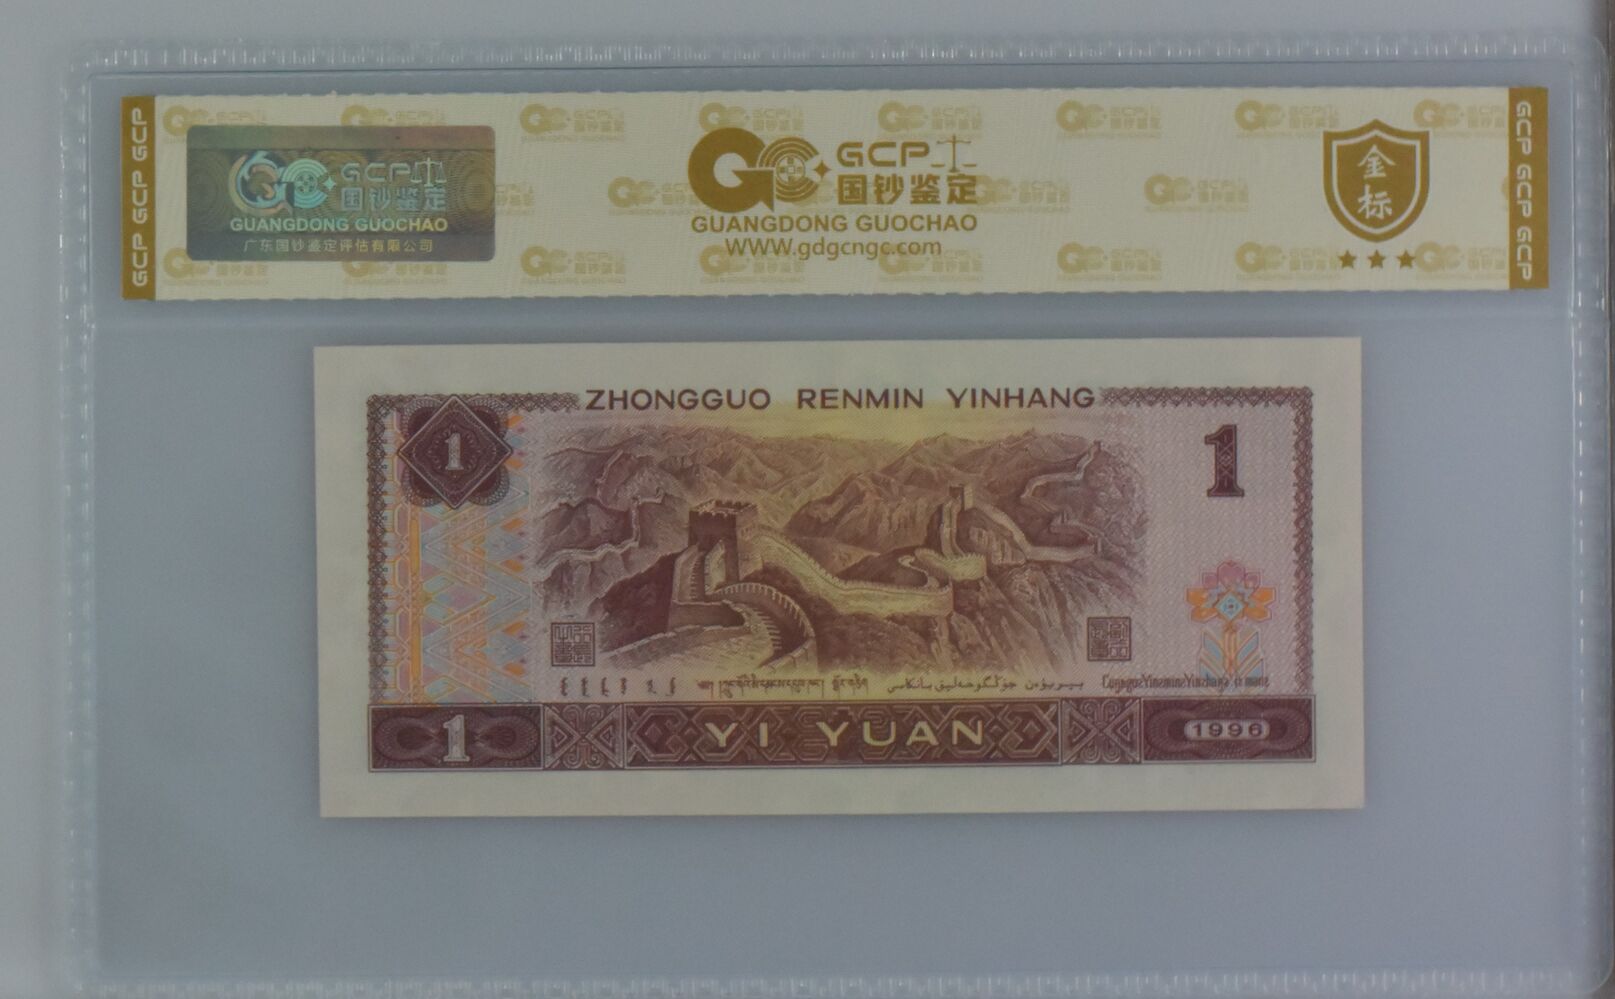 GCP GCP GCP
GCP
国钞鉴定
GUANGDONG GUOCHAO
广东国钞鉴定评估有限公司
GCP
国钞鉴定
GUANGDONG GUOCHAO
WWW.gdgcngc.com
金
标
GCP GCP GCP
ZHONGGUO RENMIN YINHANG
1
1
1
YI YUAN
1996